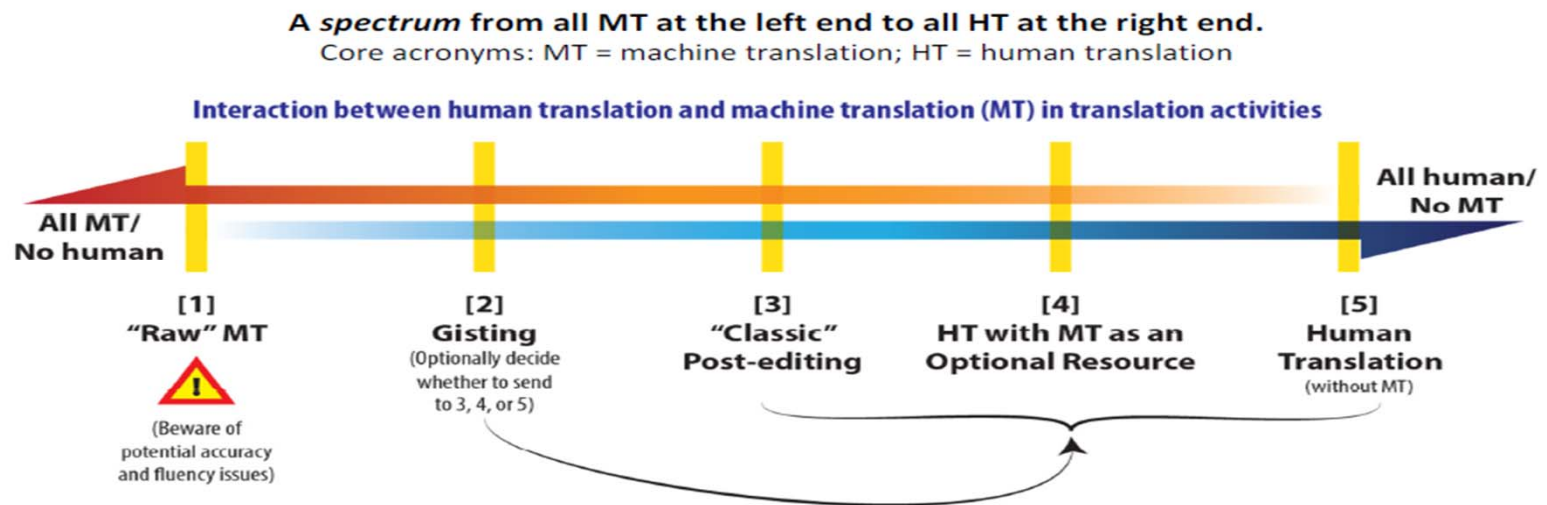 A spectrum from all MT at the left end to all HT at the right end.
Core acronyms: MT = machine translation; HT = human translation
Interaction between human translation and machine translation (MT) in translation activities
All MT/
No human
All human/
No MT
[1]
“Raw” MT
!
(Beware of
potential accuracy
and fluency issues)
[2]
Gisting
(Optionally decide
whether to send
to 3, 4, or 5)
[3]
“Classic”
Post-editing
[4]
HT with MT as an
Optional Resource
[5]
Human
Translation
(without MT)